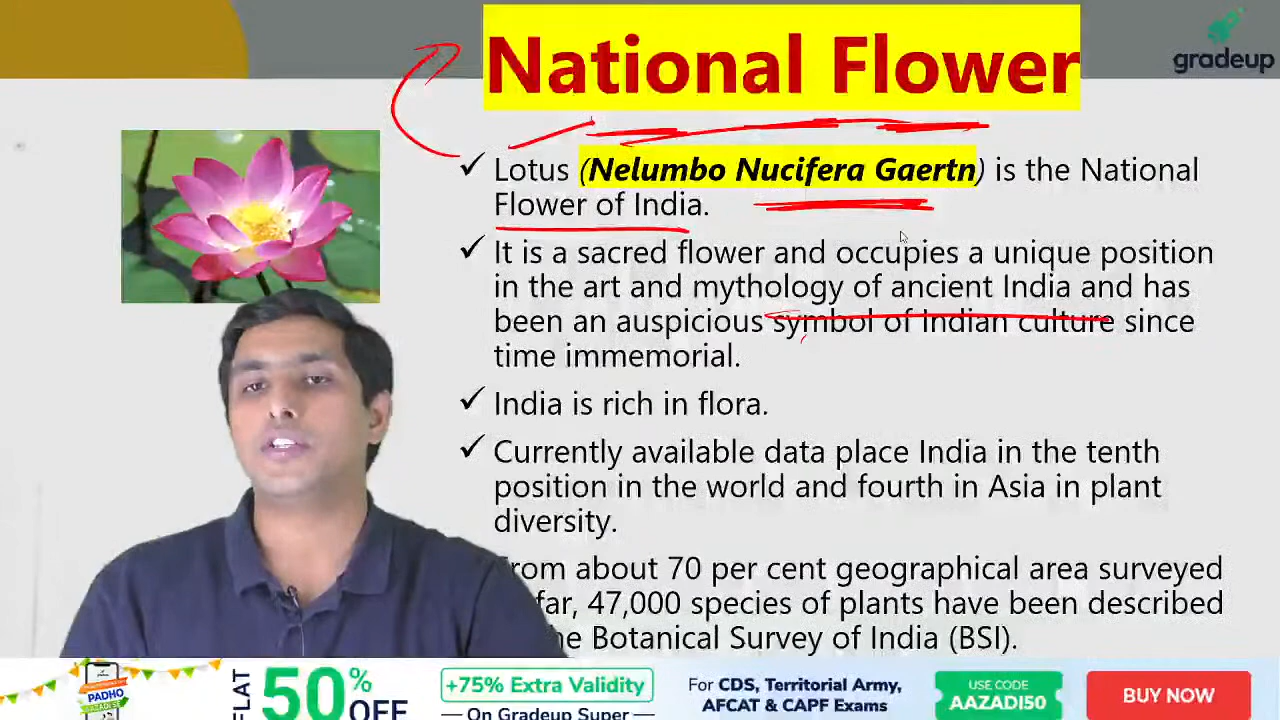 National Flower
gradeup
✓ Lotus (Nelumbo Nucifera Gaertn) is the National
Flower of India.
✓ It is a sacred flower and occupies a unique position
in the art and mythology of ancient India and has
been an auspicious symbol of Indian culture since
time immemorial.
✓ India is rich in flora.
✓ Currently available data place India in the tenth
position in the world and fourth in Asia in plant
diversity.
rom about 70 per cent geographical area surveyed
far, 47,000 species of plants have been described
he Botanical Survey of India (BSI).
PADHO
FLAT
50% OFF
+75% Extra Validity
On Gradeup Super
For CDS, Territorial Army,
AFCAT & CAPF Exams
USE CODE
AAZADI50
BUY NOW